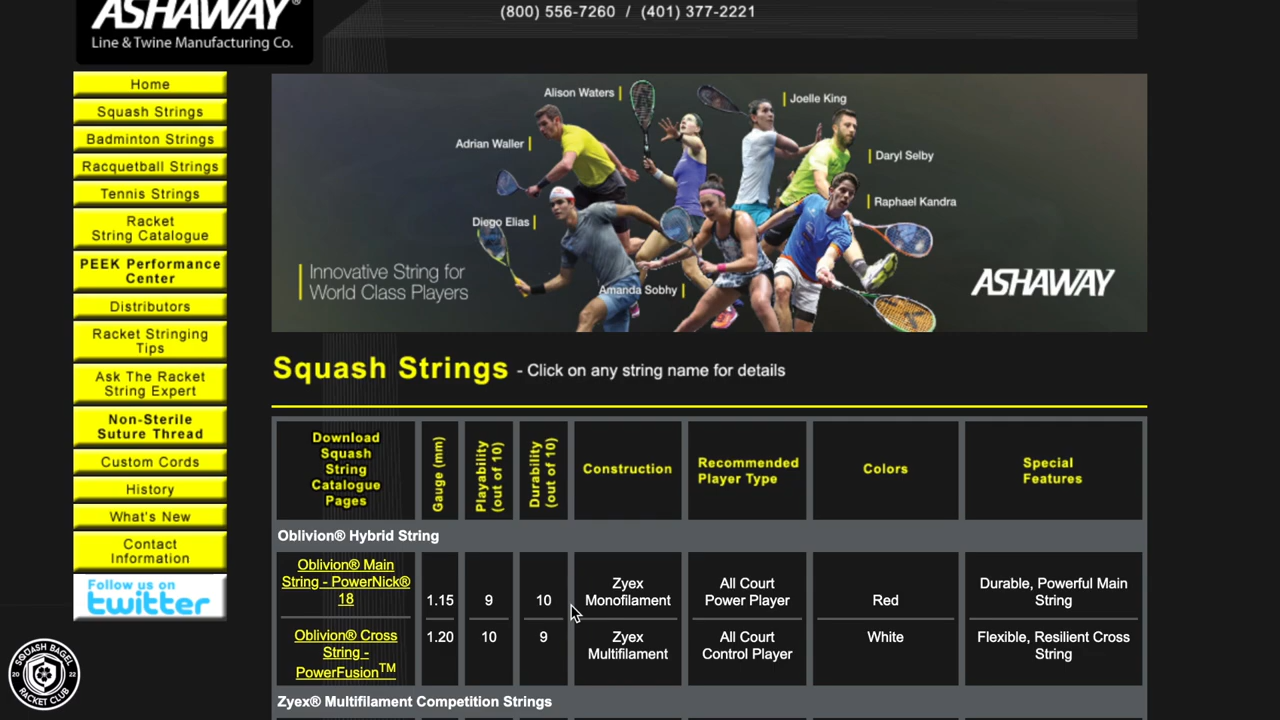 ASHAWAY®
Line & Twine Manufacturing Co.
(800) 556-7260 / (401) 377-2221
Home
Squash Strings
Badminton Strings
Racquetball Strings
Tennis Strings
Racket
String Catalogue
PEEK Performance
Center
Distributors
Racket Stringing
Tips
Ask The Racket
String Expert
Non-Sterile
Suture Thread
Custom Cords
History
What's New
Contact
Information
Follow us on
twitter
Alison Waters
Joelle King
Adrian Waller
Daryl Selby
Raphael Kandra
Diego Elias
Amanda Sobhy
Innovative String for
World Class Players
ASHAWAY
Squash Strings - Click on any string name for details
Download
Squash
String
Catalogue
Pages
Gauge (mm)
Playability
(out of 10)
Durability
(out of 10)
Construction
Recommended
Player Type
Colors
Special
Features
Oblivion® Hybrid String
Oblivion® Main
String - PowerNick®
18
1.15
9
10
Zyex
Monofilament
All Court
Power Player
Red
Durable, Powerful Main
String
Oblivion® Cross
String -
PowerFusion™
1.20
10
9
Zyex
Multifilament
All Court
Control Player
White
Flexible, Resilient Cross
String
Zyex® Multifilament Competition Strings
SQUASH BAGEL
20 22
RACKET CLUB